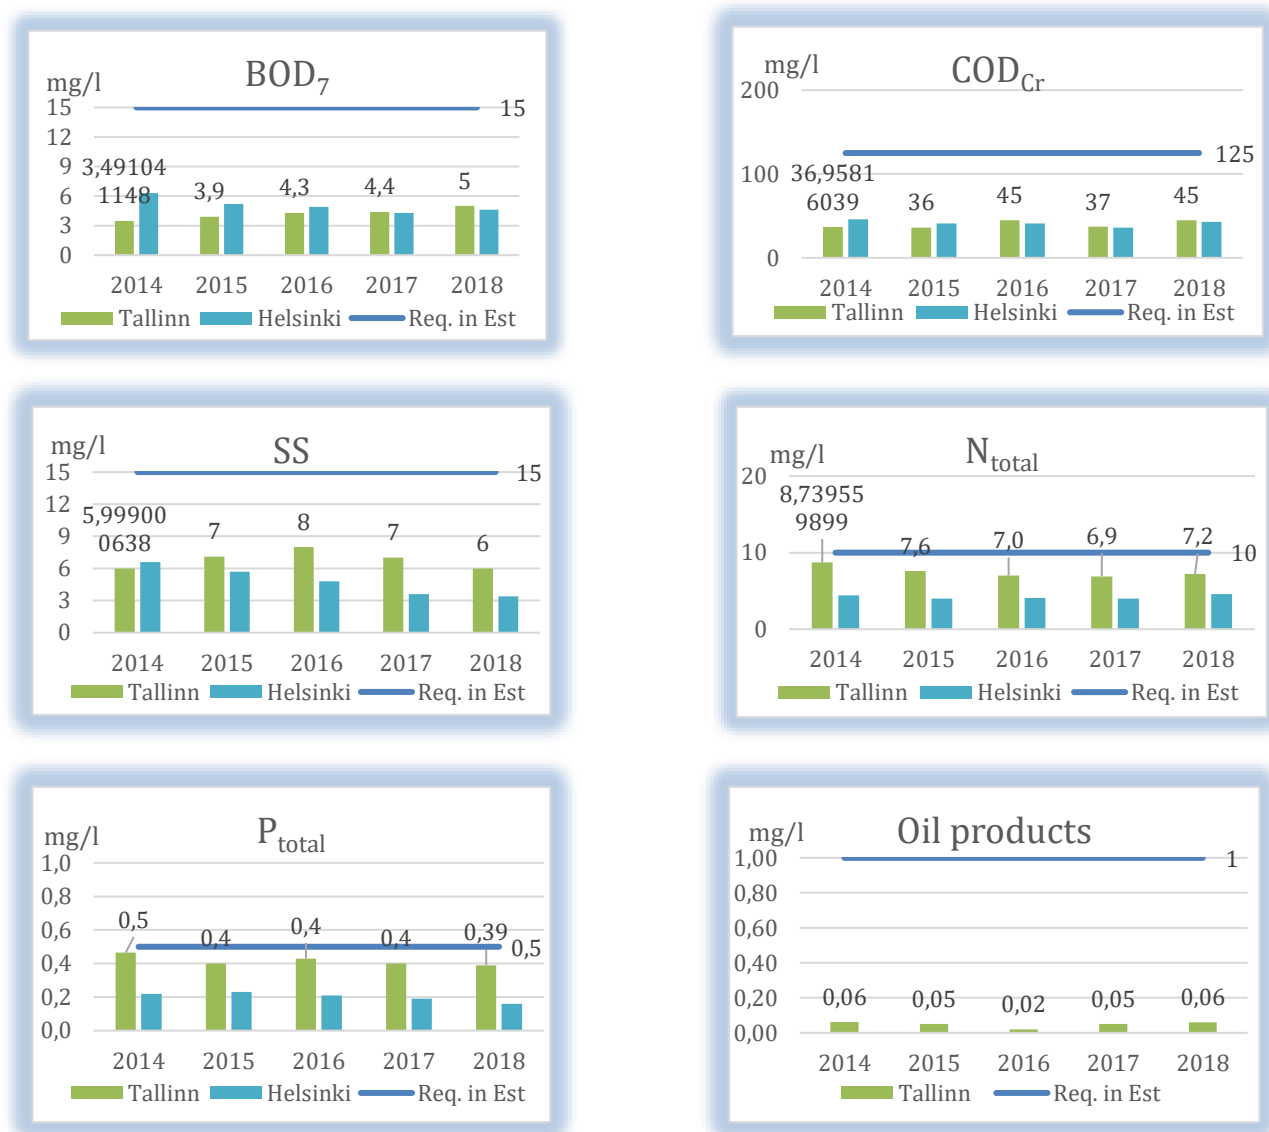 BOD7
mg/l
15
12
9
6
3
0
15
3,49104
1148
3,9
4,3
4,4
5
2014 2015 2016 2017 2018
Tallinn Helsinki Req. in Est
CODCr
mg/l
200
100
0
125
36,9581
6039
36
45
37
45
2014 2015 2016 2017 2018
Tallinn Helsinki Req. in Est
SS
mg/l
15
12
9
6
3
0
15
5,99900
0638
7
8
7
6
2014 2015 2016 2017 2018
Tallinn Helsinki Req. in Est
Ntotal
mg/l
20
10
0
10
8,73955
9899
7,6
7,0
6,9
7,2
2014 2015 2016 2017 2018
Tallinn Helsinki Req. in Est
Ptotal
mg/l
1,0
0,8
0,6
0,4
0,2
0,0
0,5
0,4
0,4
0,4
0,39
0,5
2014 2015 2016 2017 2018
Tallinn Helsinki Req. in Est
Oil products
mg/l
1,00
0,80
0,60
0,40
0,20
0,00
1
0,06
0,05
0,02
0,05
0,06
2014 2015 2016 2017 2018
Tallinn Req. in Est